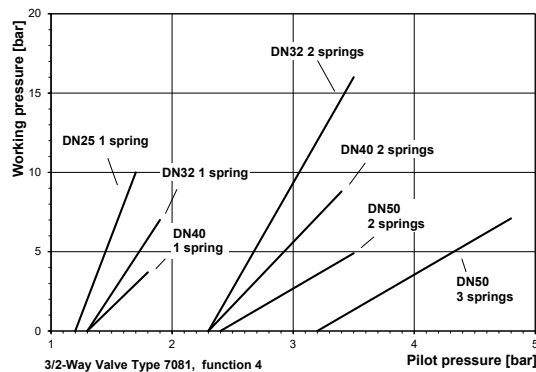 Working pressure [bar]
20
15
10
5
0
DN32 2 springs
DN25 1 spring
DN32 1 spring
DN40 2 springs
DN40
1 spring
DN50
2 springs
DN50
3 springs
1
2
3
4
5
3/2-Way Valve Type 7081, function 4
Pilot pressure [bar]